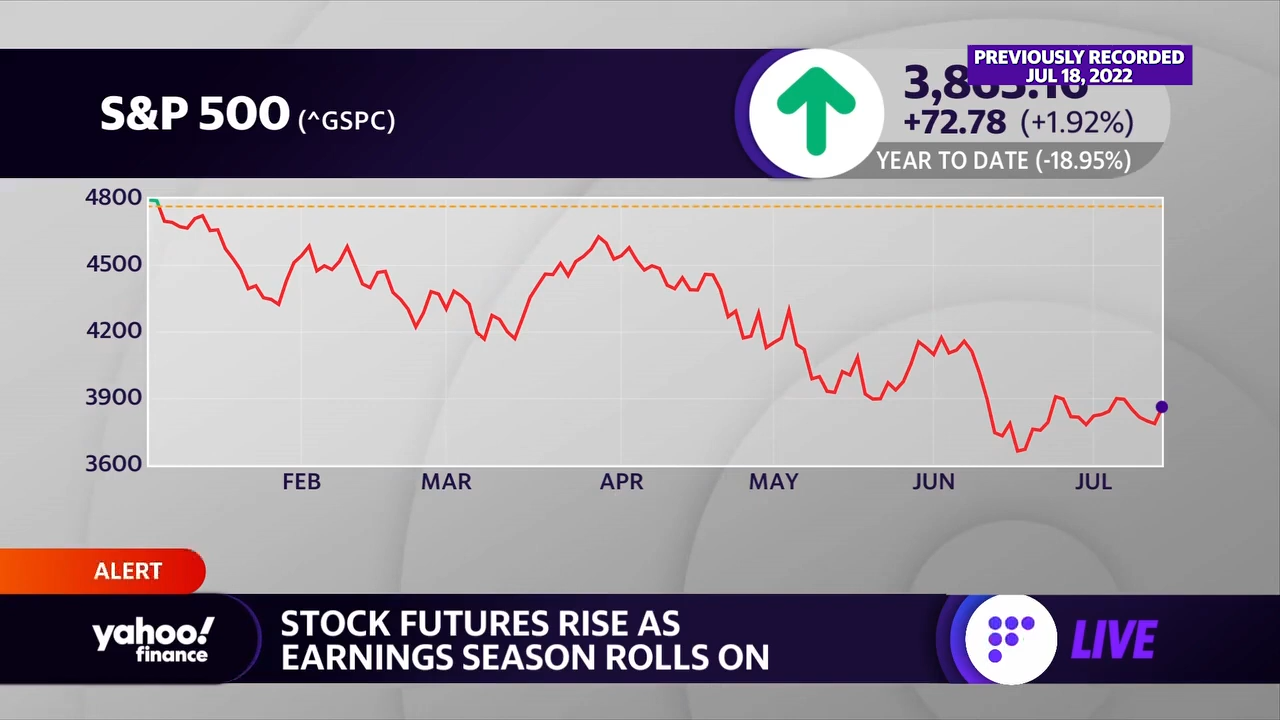 PREVIOUSLY RECORDED
JUL 18, 2022
S&P 500 (^GSPC)
+72.78 (+1.92%)
YEAR TO DATE (-18.95%)
4800
4500
4200
3900
3600
FEB MAR APR MAY JUN JUL
ALERT
yahoo!
finance
STOCK FUTURES RISE AS
EARNINGS SEASON ROLLS ON
LIVE